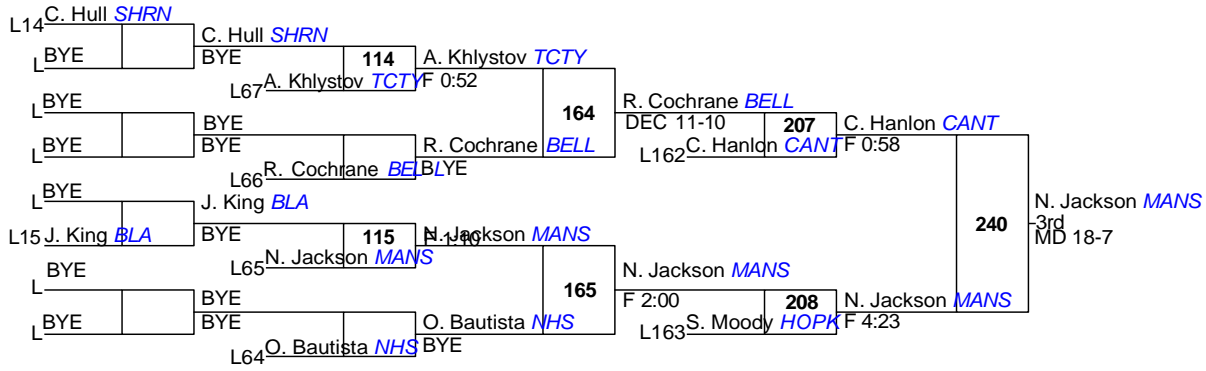 L14 C. Hull SHRN
L BYE
C. Hull SHRN
BYE
114
L67 A. Khlystov TCTY
A. Khlystov TCTY
F 0:52
L BYE
L BYE
BYE
BYE
L66 R. Cochrane BELL
R. Cochrane BELL
BYE
164
R. Cochrane BELL
DEC 11-10
207
L162 C. Hanlon CANT
C. Hanlon CANT
F 0:58
L BYE
L15 J. King BLA
J. King BLA
BYE
115
L65 N. Jackson MANS
N. Jackson MANS
F 1:10
L BYE
L BYE
BYE
BYE
L64 O. Bautista NHS
O. Bautista NHS
BYE
165
N. Jackson MANS
F 2:00
208
L163 S. Moody HOPK
N. Jackson MANS
F 4:23
240
N. Jackson MANS
3rd
MD 18-7